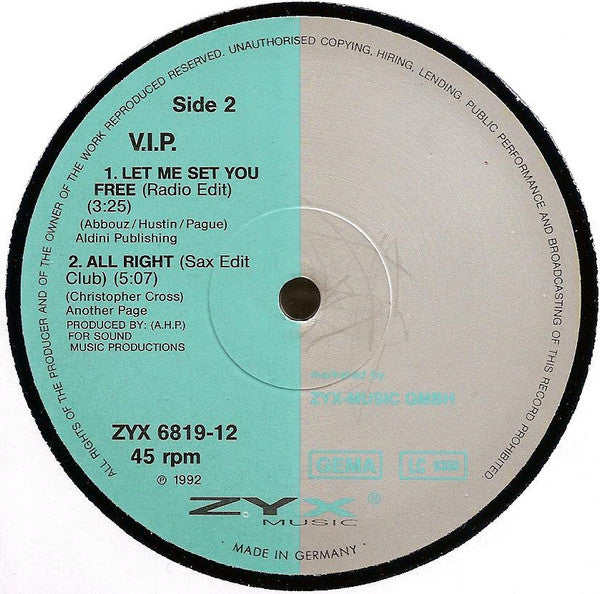 ALL RIGHTS OF THE PRODUCER AND OF THE OWNER OF THE WORK REPRODUCED RESERVED. UNAUTHORISED COPYING, HIRING, LENDING, PUBLIC PERFORMANCE AND BROADCASTING OF THIS RECORD PROHIBITED
Side 2
V.I.P.
1. LET ME SET YOU
FREE (Radio Edit)
(3:25)
(Abbouz/Hustin/Pague)
Aldini Publishing
2. ALL RIGHT (Sax Edit
Club) (5:07)
(Christopher Cross)
Another Page
PRODUCED BY: (A.H.P.)
FOR SOUND
MUSIC PRODUCTIONS
marketed by
ZYX-MUSIC GMBH
ZYX 6819-12
45 rpm
GEMA
LC
℗ 1992
ZYX ®
MUSIC
· MADE IN GERMANY ·